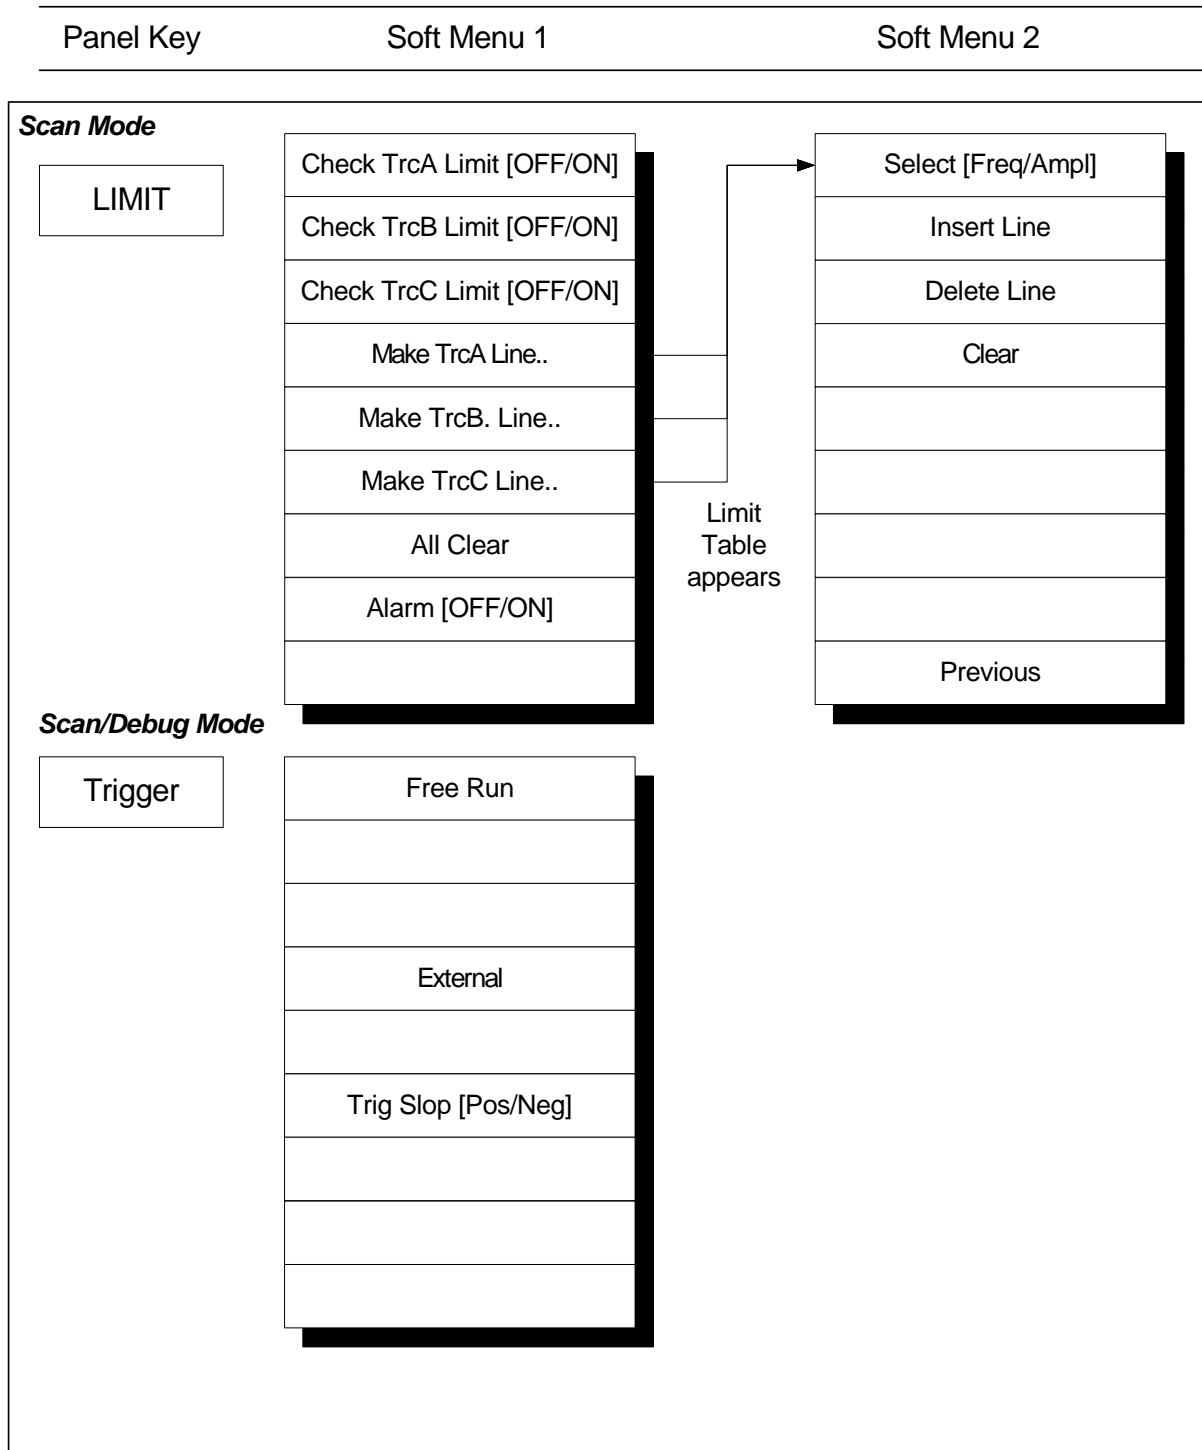 Panel Key
Soft Menu 1
Soft Menu 2
Scan Mode
LIMIT
Check TrcA Limit [OFF/ON]
Check TrcB Limit [OFF/ON]
Check TrcC Limit [OFF/ON]
Make TrcA Line..
Make TrcB. Line..
Make TrcC Line..
All Clear
Alarm [OFF/ON]
Limit
Table
appears
Select [Freq/Ampl]
Insert Line
Delete Line
Clear
Previous
Scan/Debug Mode
Trigger
Free Run
External
Trig Slop [Pos/Neg]